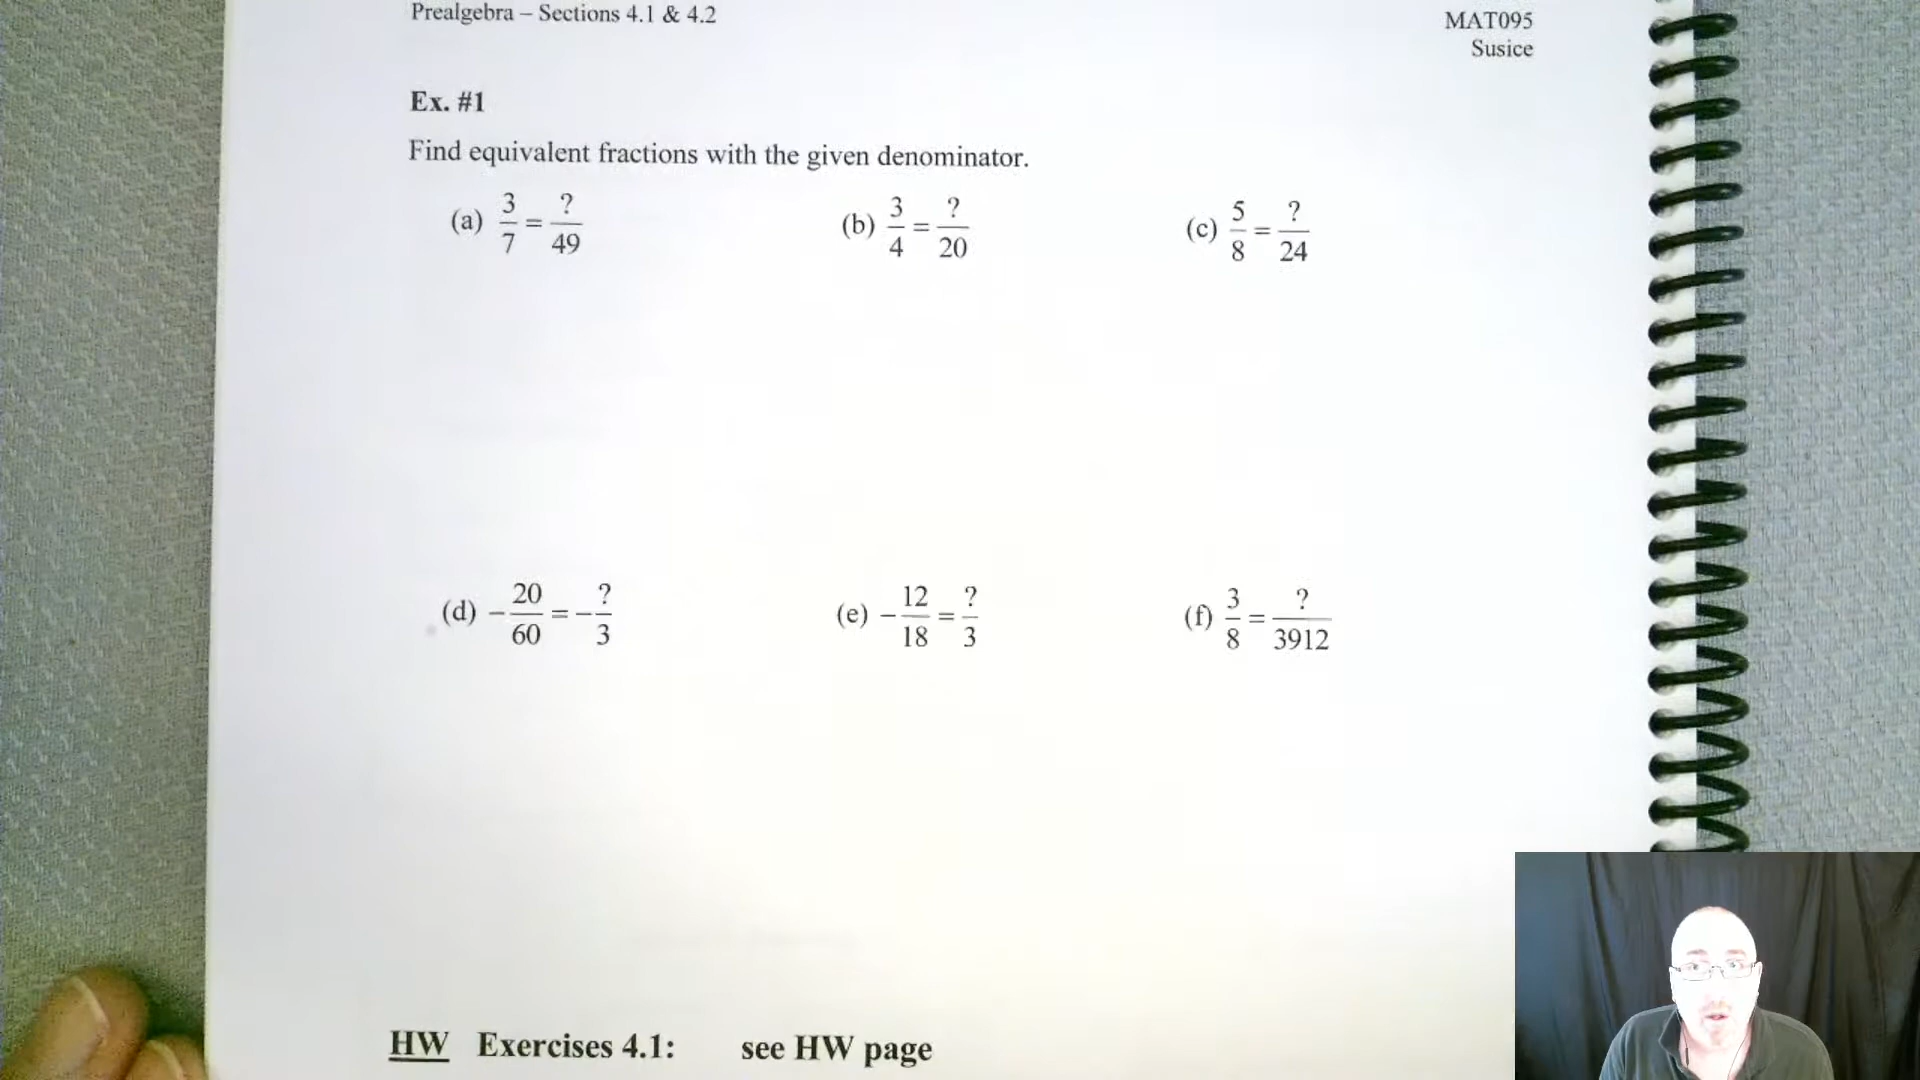 Prealgebra – Sections 4.1 & 4.2
MAT095
Susice
Ex. #1
Find equivalent fractions with the given denominator.
(a) 3/7 = ?/49
(b) 3/4 = ?/20
(c) 5/8 = ?/24
(d) −20/60 = −?/3
(e) −12/18 = ?/3
(f) 3/8 = ?/3912
HW Exercises 4.1: see HW page